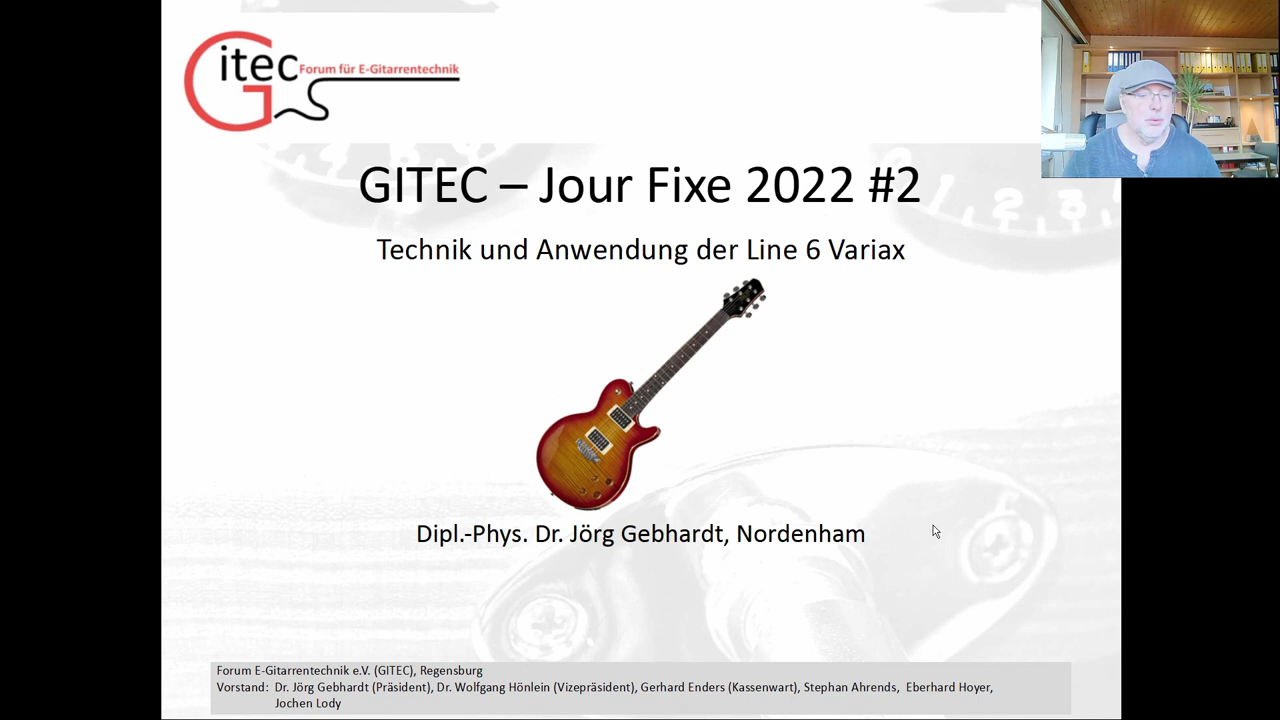 Gitec Forum für E-Gitarrentechnik
GITEC – Jour Fixe 2022 #2
Technik und Anwendung der Line 6 Variax
Dipl.-Phys. Dr. Jörg Gebhardt, Nordenham
Forum E-Gitarrentechnik e.V. (GITEC), Regensburg
Vorstand: Dr. Jörg Gebhardt (Präsident), Dr. Wolfgang Hönlein (Vizepräsident), Gerhard Enders (Kassenwart), Stephan Ahrends, Eberhard Hoyer,
Jochen Lody